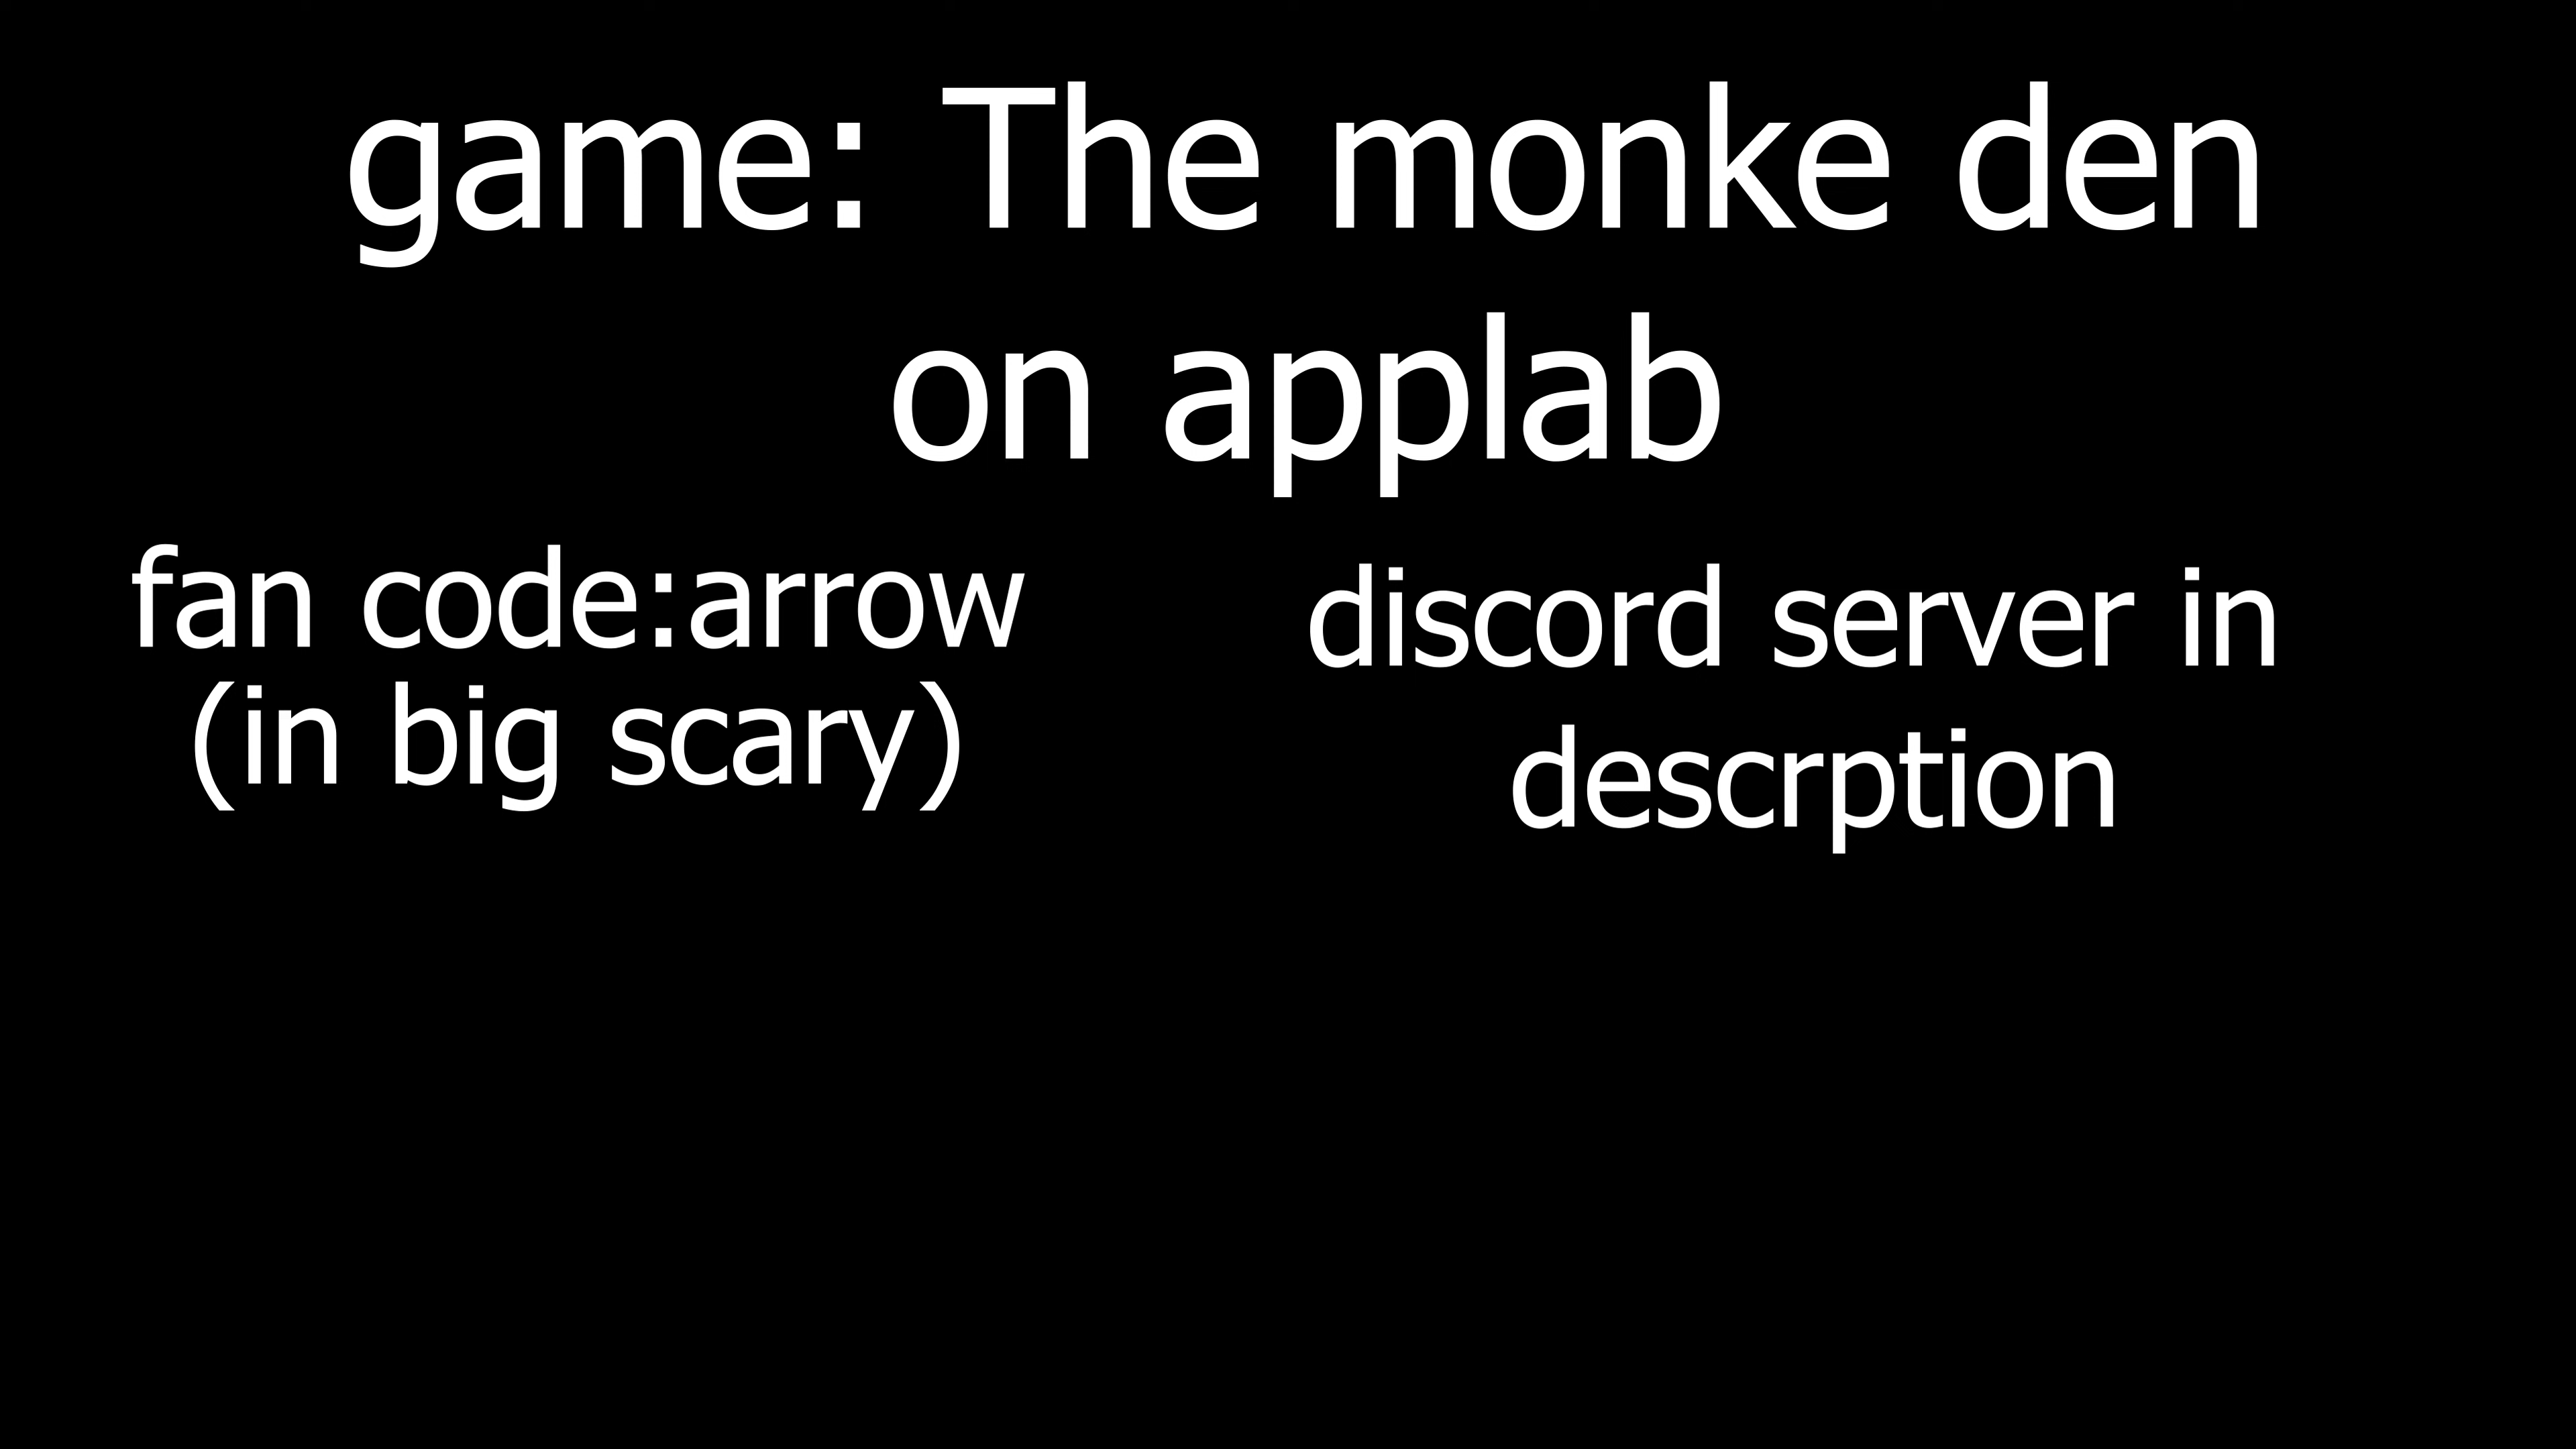 game: The monke den
on applab
fan code:arrow
(in big scary)
discord server in
descrption